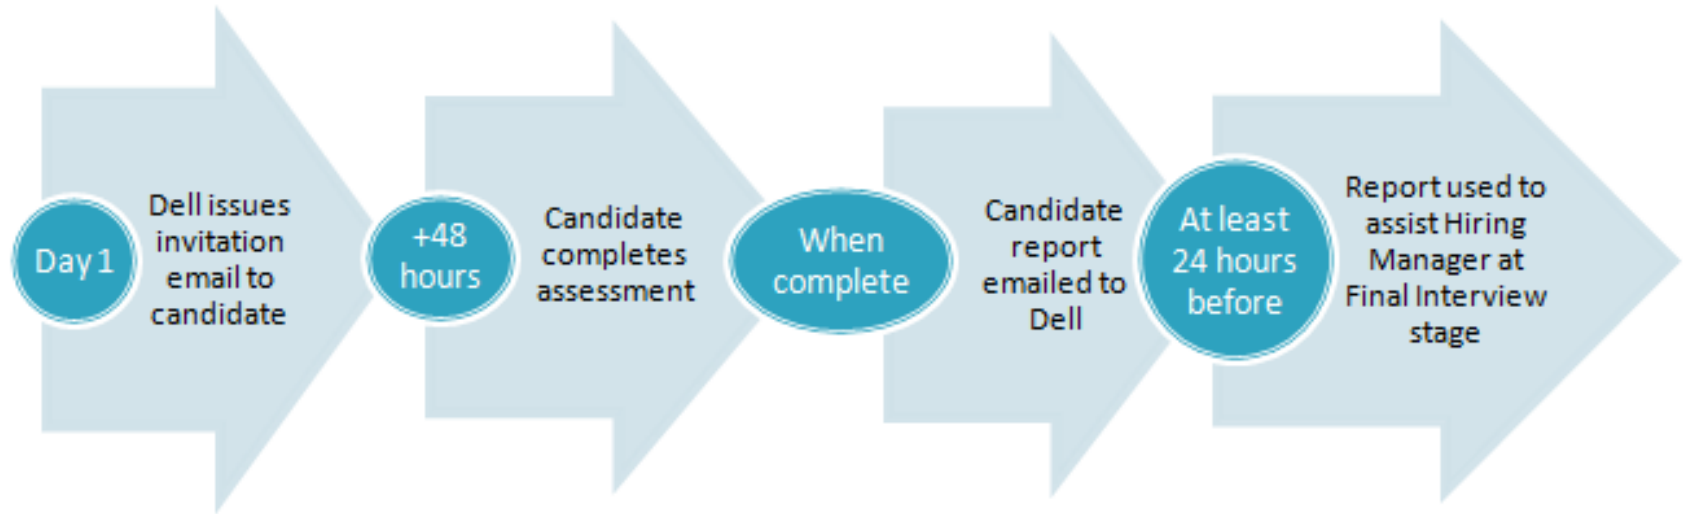 Day 1
Dell issues
invitation
email to
candidate
+48
hours
Candidate
completes
assessment
When
complete
Candidate
report
emailed to
Dell
At least
24 hours
before
Report used to
assist Hiring
Manager at
Final Interview
stage